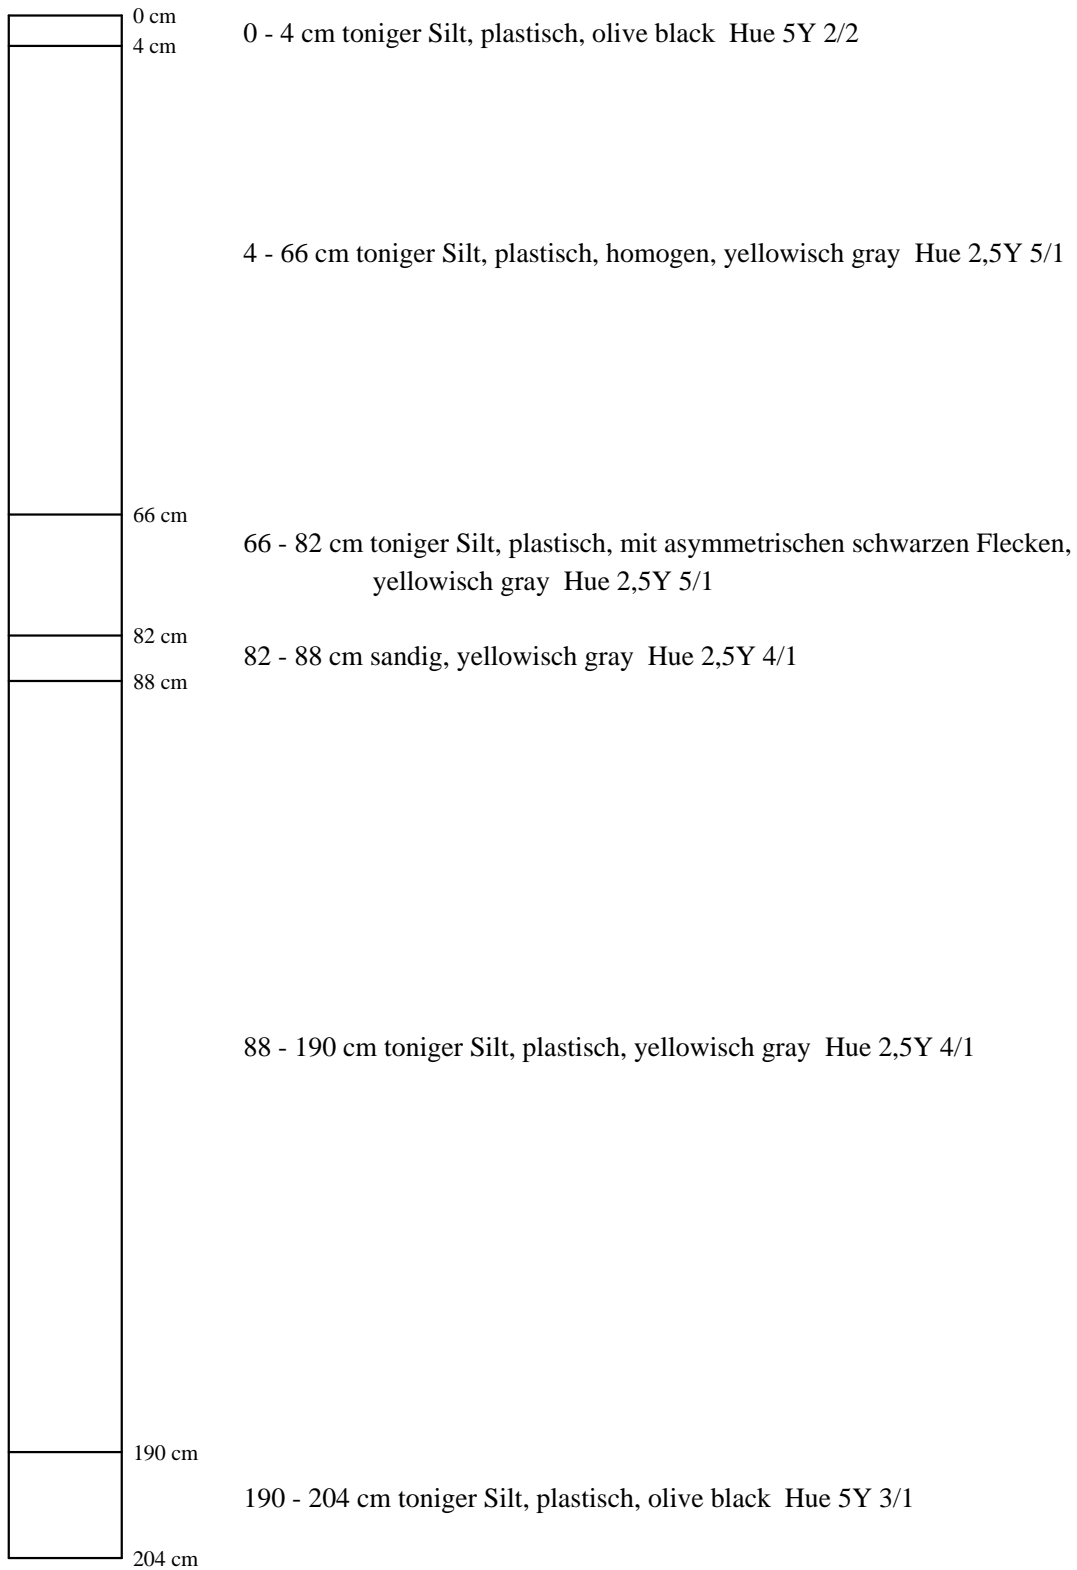 0 cm
0 - 4 cm toniger Silt, plastisch, olive black Hue 5Y 2/2
4 cm
4 - 66 cm toniger Silt, plastisch, homogen, yellowisch gray Hue 2,5Y 5/1
66 cm
66 - 82 cm toniger Silt, plastisch, mit asymmetrischen schwarzen Flecken,
yellowisch gray Hue 2,5Y 5/1
82 cm
82 - 88 cm sandig, yellowisch gray Hue 2,5Y 4/1
88 cm
88 - 190 cm toniger Silt, plastisch, yellowisch gray Hue 2,5Y 4/1
190 cm
190 - 204 cm toniger Silt, plastisch, olive black Hue 5Y 3/1
204 cm